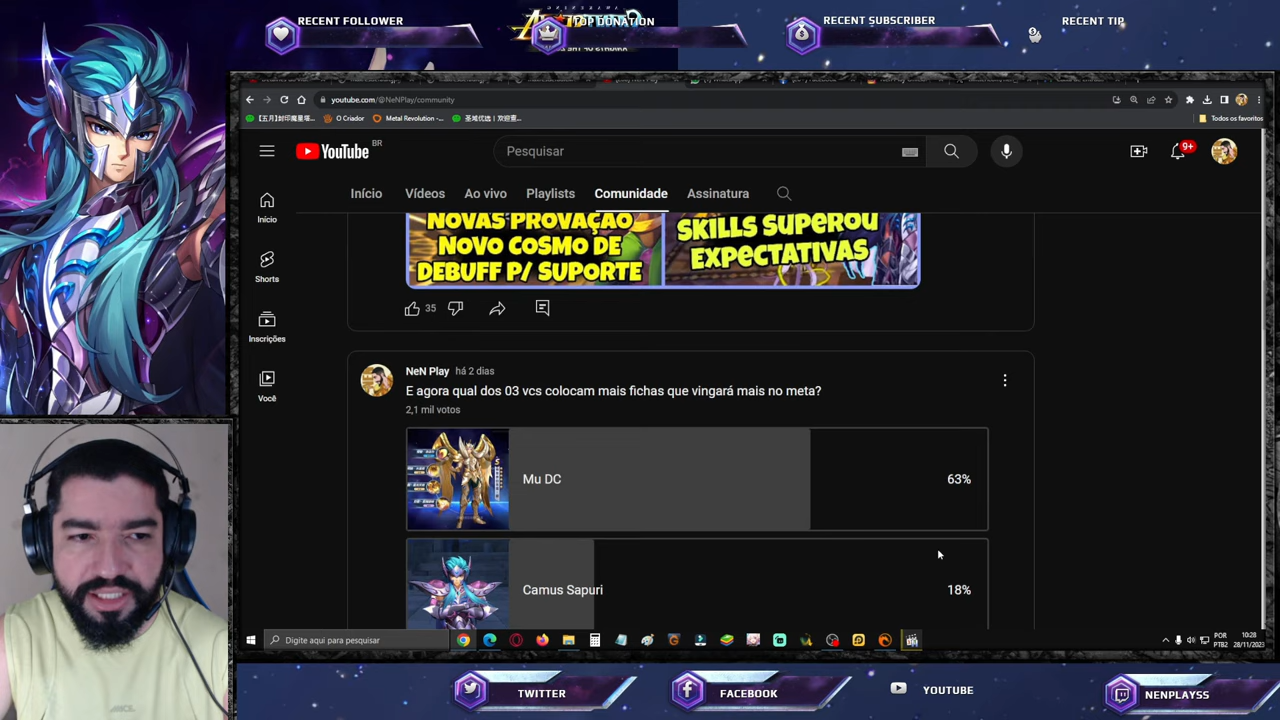 RECENT FOLLOWER
TOP DONATION
RECENT SUBSCRIBER
RECENT TIP
youtube.com/@NeNPlay/community
O Criador
Metal Revolution -...
Todos os favoritos
YouTube BR
Pesquisar
9+
Início
Vídeos
Ao vivo
Playlists
Comunidade
Assinatura
Início
Shorts
Inscrições
Você
NOVAS PROVAÇÃO
NOVO COSMO DE
DEBUFF P/ SUPORTE
SKILLS SUPEROU
EXPECTATIVAS
35
NeN Play há 2 dias
E agora qual dos 03 vcs colocam mais fichas que vingará mais no meta?
2,1 mil votos
Mu DC
63%
Camus Sapuri
18%
Digite aqui para pesquisar
POR
PTB2
10:28
28/11/2023
TWITTER
FACEBOOK
YOUTUBE
NENPLAYSS